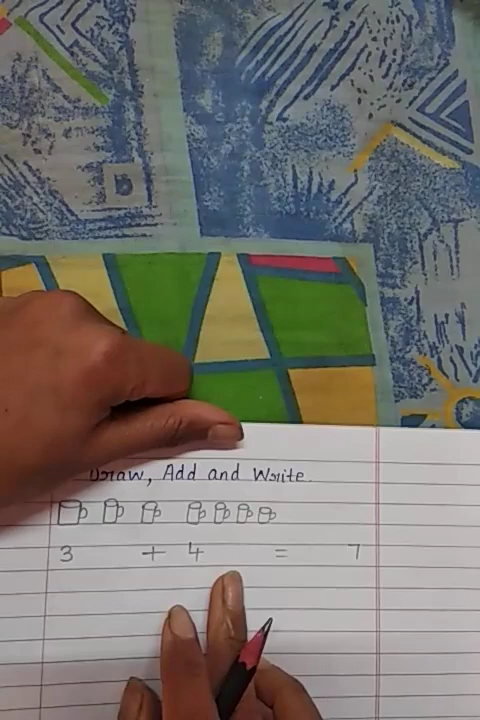 Draw, Add and Write.
3 + 4 = 7
D